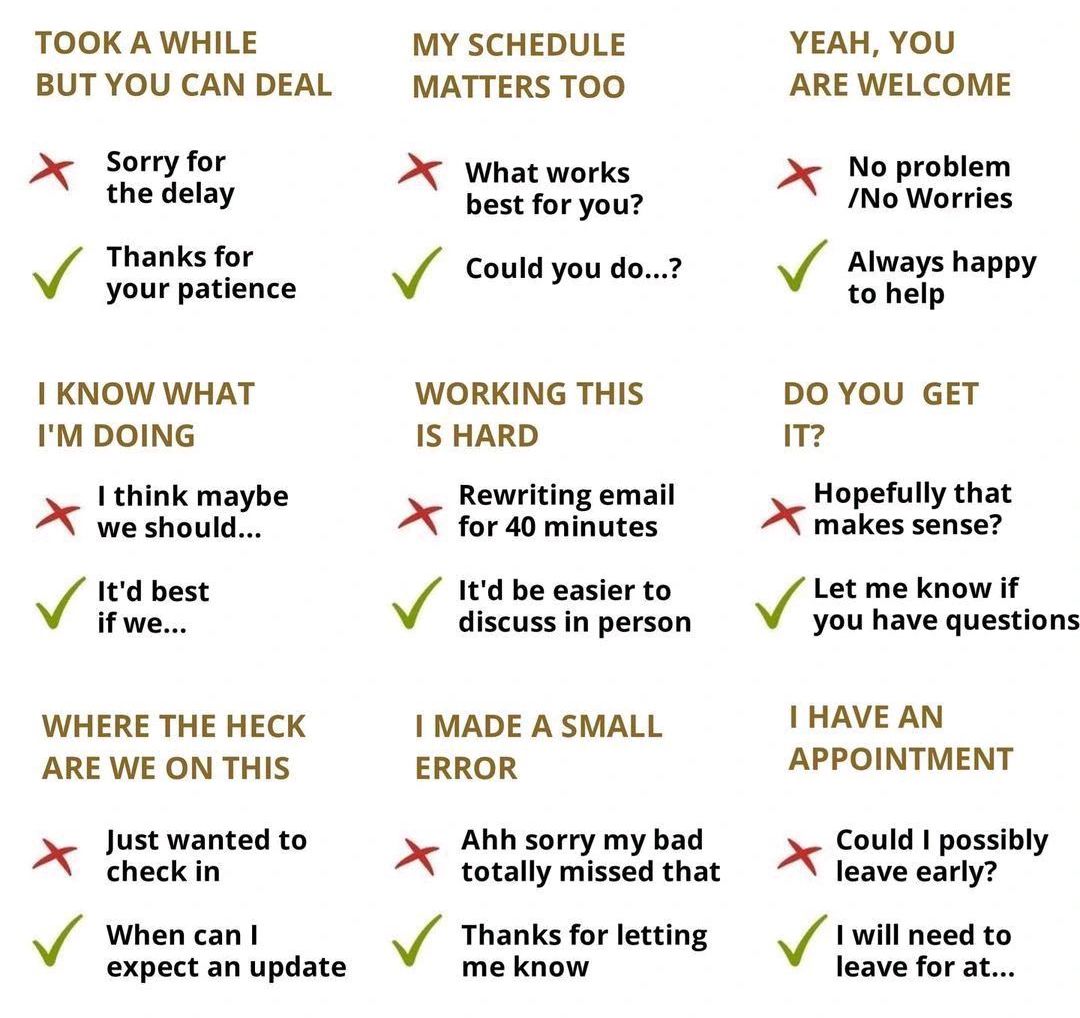 TOOK A WHILE
BUT YOU CAN DEAL
Sorry for
the delay
Thanks for
your patience
MY SCHEDULE
MATTERS TOO
What works
best for you?
Could you do...?
YEAH, YOU
ARE WELCOME
No problem
/No Worries
Always happy
to help
I KNOW WHAT
I'M DOING
I think maybe
we should...
It'd best
if we...
WORKING THIS
IS HARD
Rewriting email
for 40 minutes
It'd be easier to
discuss in person
DO YOU  GET
IT?
Hopefully that
makes sense?
Let me know if
you have questions
WHERE THE HECK
ARE WE ON THIS
Just wanted to
check in
When can I
expect an update
I MADE A SMALL
ERROR
Ahh sorry my bad
totally missed that
Thanks for letting
me know
I HAVE AN
APPOINTMENT
Could I possibly
leave early?
I will need to
leave for at...